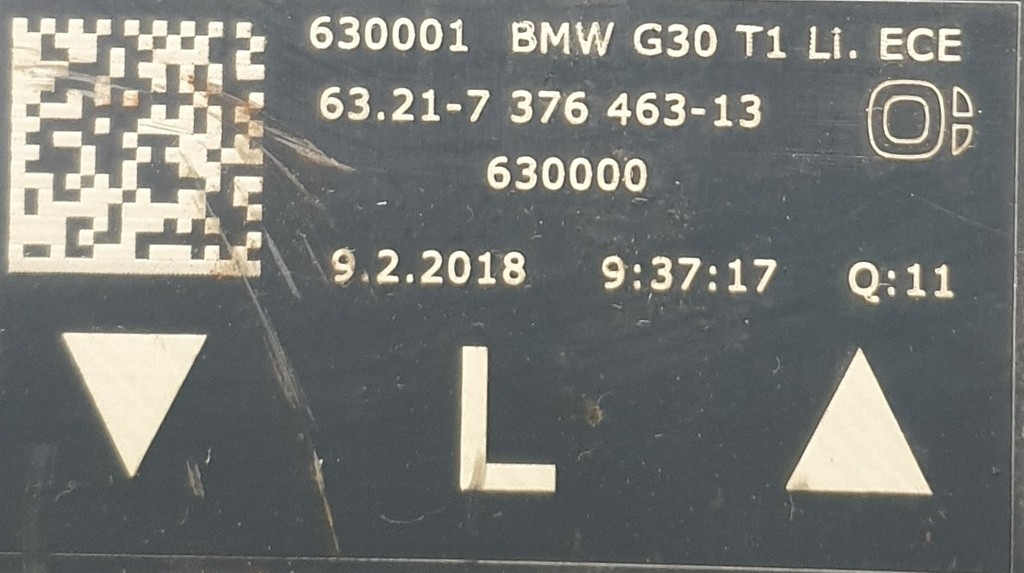 630001 BMW G30 T1 Li. ECE
63.21-7 376 463-13
630000
9.2.2018 9:37:17 Q:11
L